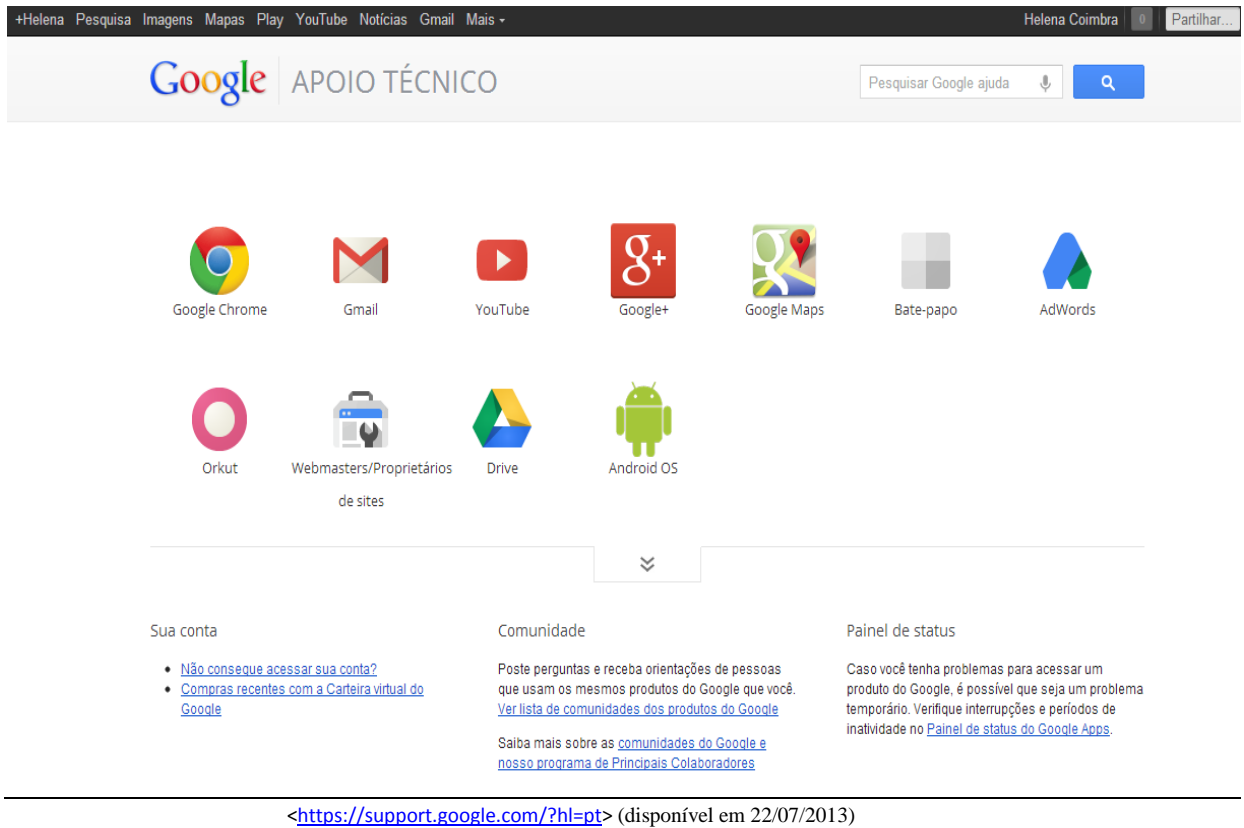 +Helena Pesquisa Imagens Mapas Play YouTube Notícias Gmail Mais
Helena Coimbra 0 Partilhar...
Google APOIO TÉCNICO
Pesquisar Google ajuda
Google Chrome Gmail YouTube Google+ Google Maps Bate-papo AdWords
Orkut Webmasters/Proprietários de sites Drive Android OS
Sua conta
Não consegue acessar sua conta?
Compras recentes com a Carteira virtual do
Google
Comunidade
Poste perguntas e receba orientações de pessoas
que usam os mesmos produtos do Google que você.
Ver lista de comunidades dos produtos do Google
Saiba mais sobre as comunidades do Google e
nosso programa de Principais Colaboradores
Painel de status
Caso você tenha problemas para acessar um
produto do Google, é possível que seja um problema
temporário. Verifique interrupções e períodos de
inatividade no Painel de status do Google Apps.
<https://support.google.com/?hl=pt> (disponível em 22/07/2013)